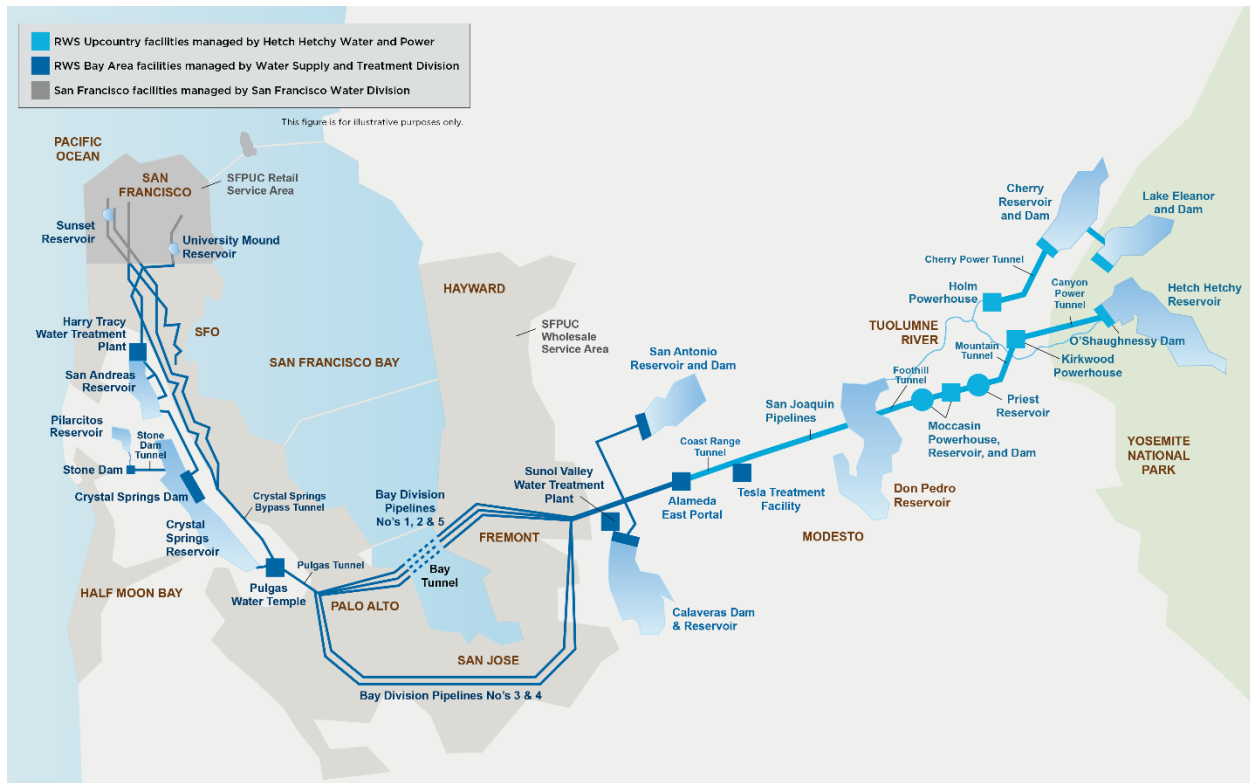 RWS Upcountry facilities managed by Hetch Hetchy Water and Power
RWS Bay Area facilities managed by Water Supply and Treatment Division
San Francisco facilities managed by San Francisco Water Division
This figure is for illustrative purposes only.
PACIFIC
OCEAN
SAN
FRANCISCO
SFPUC Retail
Service Area
Sunset
Reservoir
University Mound
Reservoir
Harry Tracy
Water Treatment
Plant
SFO
San Andreas
Reservoir
Pilarcitos
Reservoir
Stone
Dam
Tunnel
Stone Dam
Crystal Springs Dam
Crystal
Springs
Reservoir
Crystal Springs
Bypass Tunnel
HALF MOON BAY
Pulgas
Water Temple
Pulgas Tunnel
PALO ALTO
SAN FRANCISCO BAY
HAYWARD
SFPUC
Wholesale
Service Area
Bay Division
Pipelines
No's 1, 2 & 5
Bay
Tunnel
FREMONT
SAN JOSE
Bay Division Pipelines No's 3 & 4
San Antonio
Reservoir and Dam
Sunol Valley
Water Treatment
Plant
Calaveras Dam
& Reservoir
Alameda
East Portal
Coast Range
Tunnel
Tesla Treatment
Facility
San Joaquin
Pipelines
MODESTO
Don Pedro
Reservoir
Foothill
Tunnel
TUOLUMNE
RIVER
Moccasin
Powerhouse,
Reservoir, and Dam
Priest
Reservoir
Mountain
Tunnel
Kirkwood
Powerhouse
Holm
Powerhouse
Cherry Power Tunnel
Cherry
Reservoir
and Dam
Lake Eleanor
and Dam
Canyon
Power
Tunnel
Hetch Hetchy
Reservoir
O'Shaughnessy Dam
YOSEMITE
NATIONAL
PARK